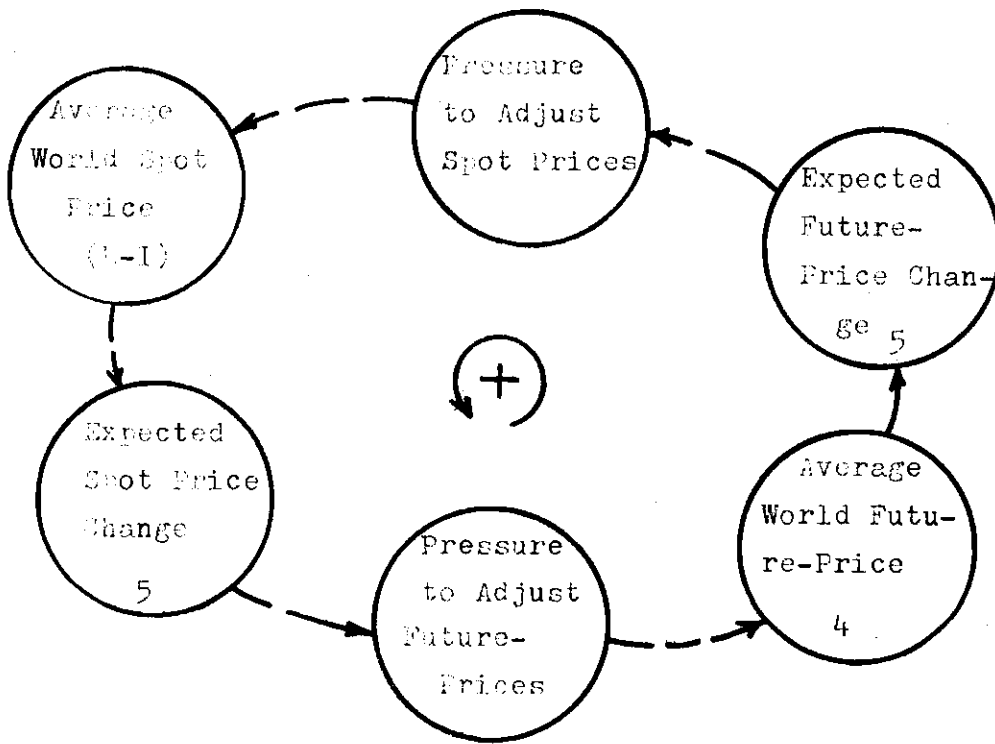 Pressure
to Adjust
Spot Prices
Average
World Spot
Price
Expected
Future-
Price Chan-
ge 5
+
Expected
Spot Price
Change
5
Average
World Futu-
re-Price
4
Pressure
to Adjust
Future-
Prices